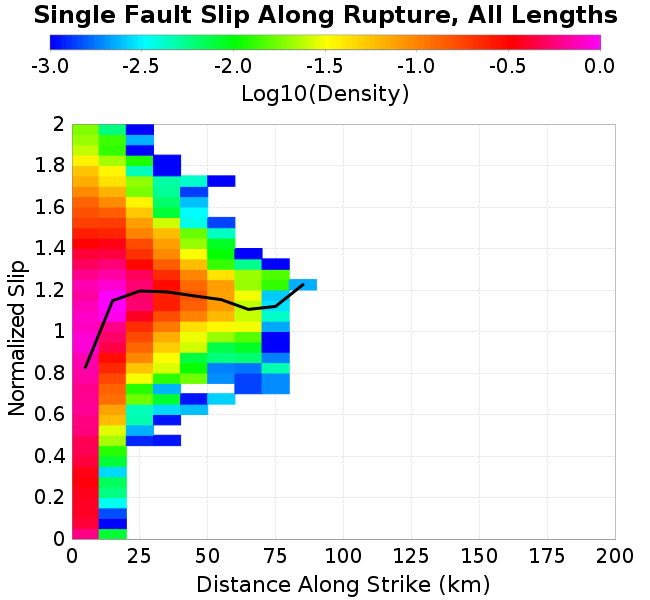 Single Fault Slip Along Rupture, All Lengths
-3.0 -2.5 -2.0 -1.5 -1.0 -0.5 0.0
Log10(Density)
2
1.8
1.6
1.4
1.2
1
0.8
0.6
0.4
0.2
0
Normalized Slip
0 25 50 75 100 125 150 175 200
Distance Along Strike (km)